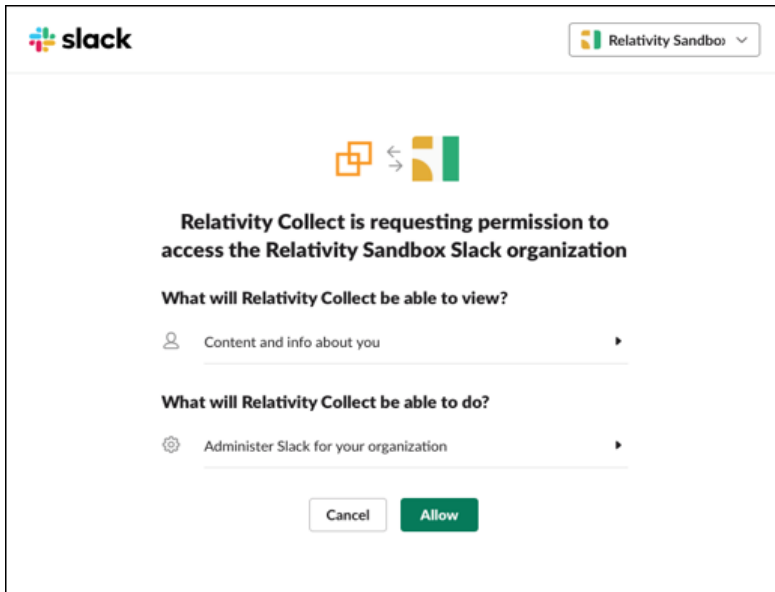 slack
Relativity Sandbox
Relativity Collect is requesting permission to
access the Relativity Sandbox Slack organization
What will Relativity Collect be able to view?
Content and info about you
What will Relativity Collect be able to do?
Administer Slack for your organization
Cancel
Allow